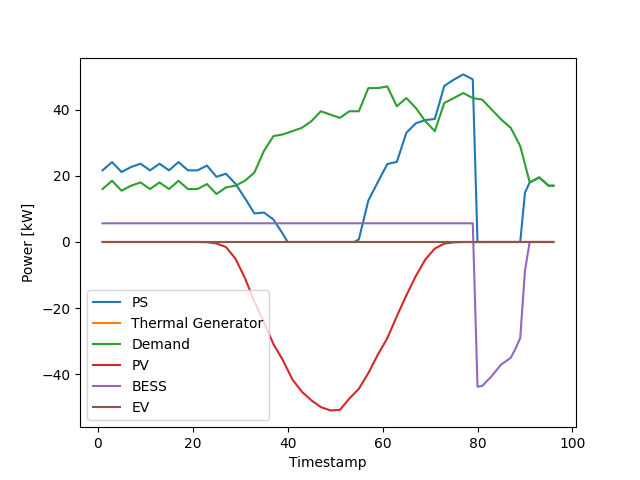 40
20
0
−20
−40
Power [kW]
PS
Thermal Generator
Demand
PV
BESS
EV
0 20 40 60 80 100
Timestamp